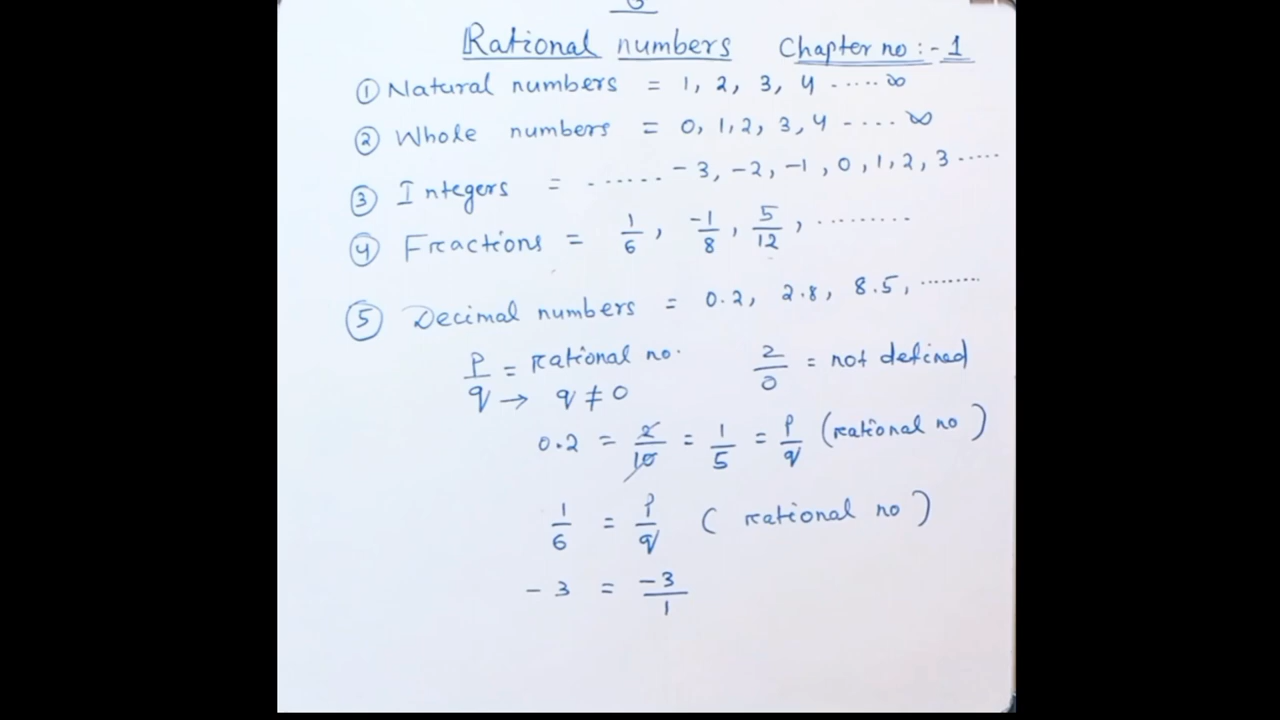 Rational numbers Chapter no :- 1
① Natural numbers = 1, 2, 3, 4 ...... ∞
② Whole numbers = 0, 1, 2, 3, 4 ---.... ∞
③ Integers = ....... -3, -2, -1, 0, 1, 2, 3 .....
④ Fractions = 1/6, -1/8, 5/12, .........
⑤ Decimal numbers = 0.2, 2.8, 8.5, .........
p/q = rational no. 2/0 = not defined
q → q ≠ 0
0.2 = 2/10 = 1/5 = p/q (rational no)
1/6 = p/q (rational no)
-3 = -3/1